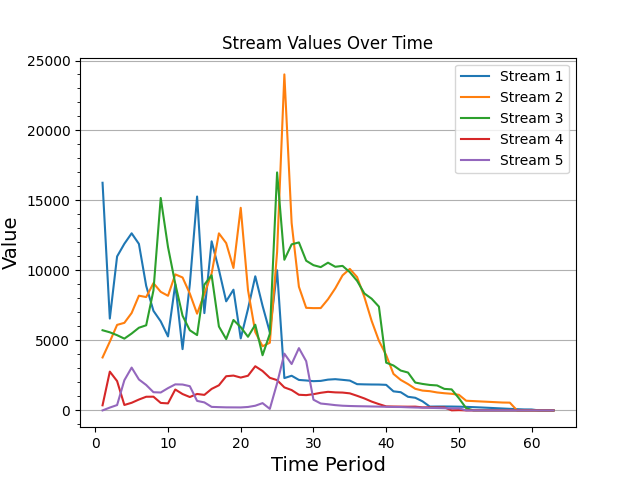 Stream Values Over Time
Stream 1
Stream 2
Stream 3
Stream 4
Stream 5
25000
20000
15000
10000
5000
0
Value
0 10 20 30 40 50 60
Time Period